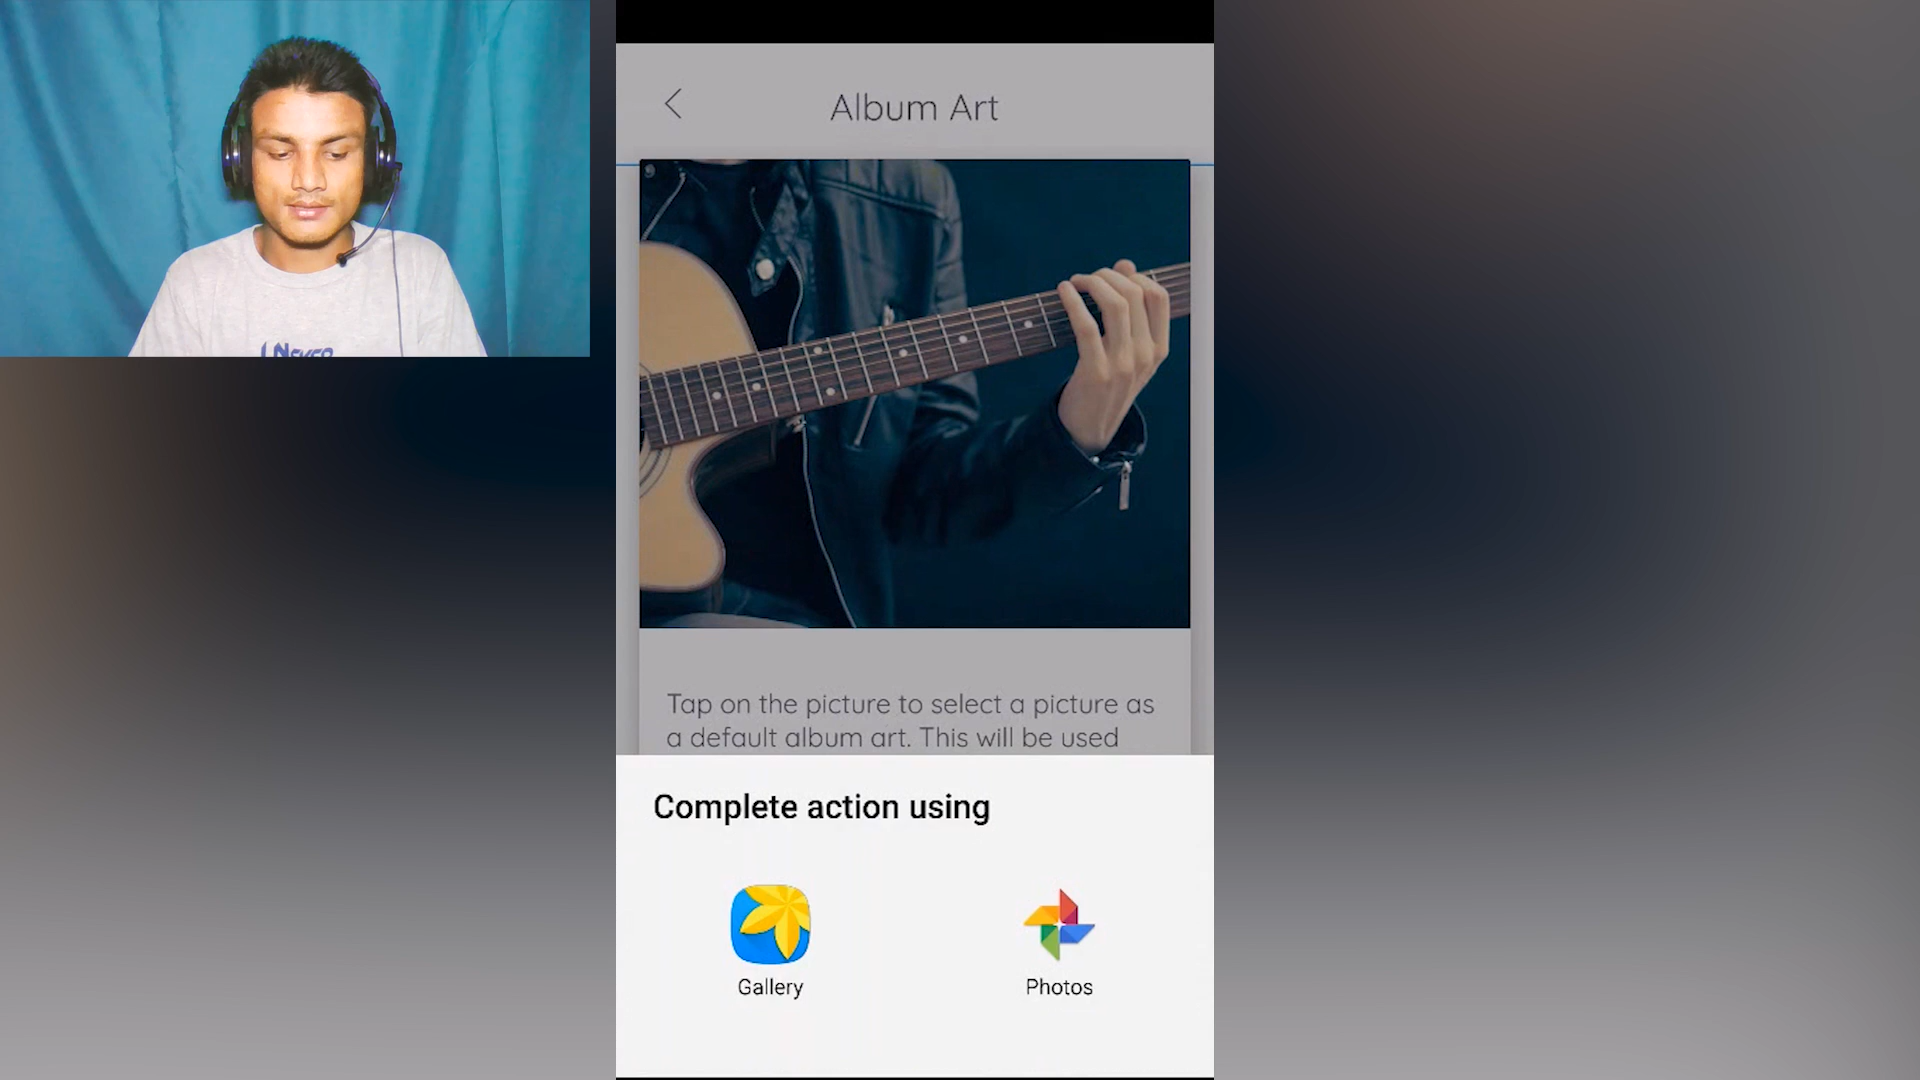 Album Art
Tap on the picture to select a picture as
a default album art. This will be used
Complete action using
Gallery
Photos